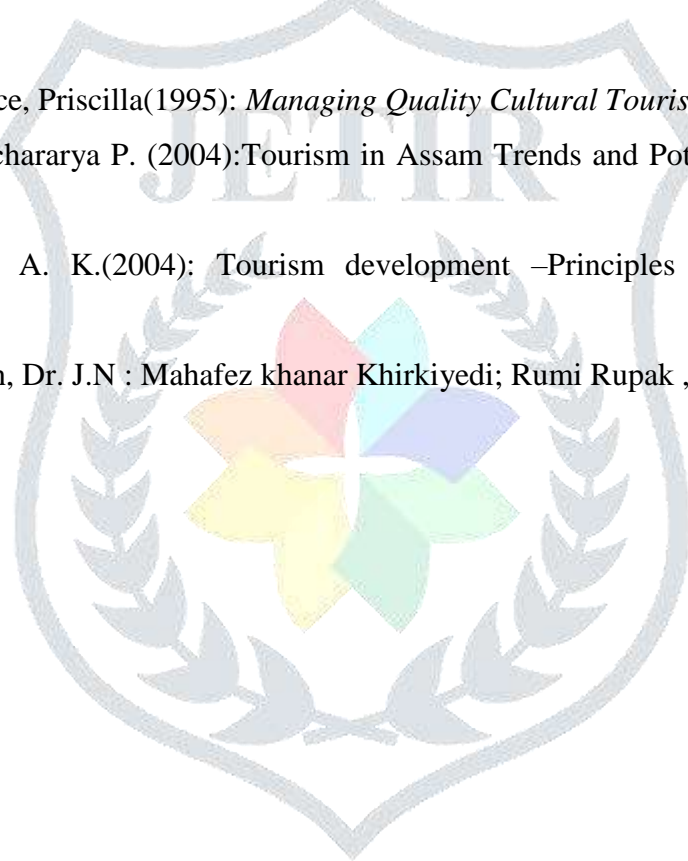 ce, Priscilla(1995): Managing Quality Cultural Touris
JETIR
chararya P. (2004):Tourism in Assam Trends and Pot
A. K.(2004): Tourism development –Principles
, Dr. J.N : Mahafez khanar Khirkiyedi; Rumi Rupak ,